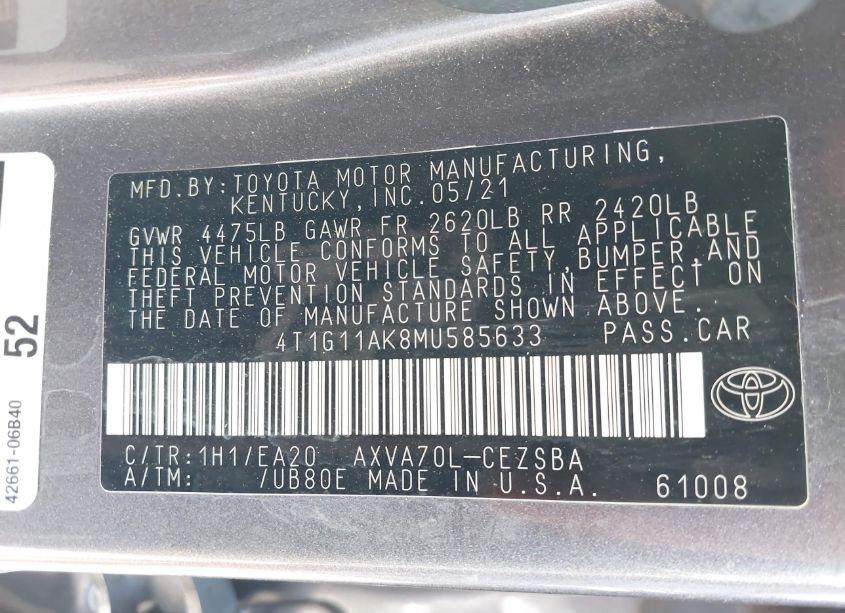 MFD.BY: TOYOTA MOTOR MANUFACTURING,
KENTUCKY, INC. 05/21
GVWR 4475LB GAWR FR 2620LB RR 2420LB
THIS VEHICLE CONFORMS TO ALL APPLICABLE
FEDERAL MOTOR VEHICLE SAFETY, BUMPER, AND
THEFT PREVENTION STANDARDS IN EFFECT ON
THE DATE OF MANUFACTURE SHOWN ABOVE.
4T1G11AK8MU585633 PASS.CAR
C/TR: 1H1/EA20 AXVA70L-CEZSBA
A/TM: /UB80E MADE IN U.S.A. 61008
52
42661-06B40